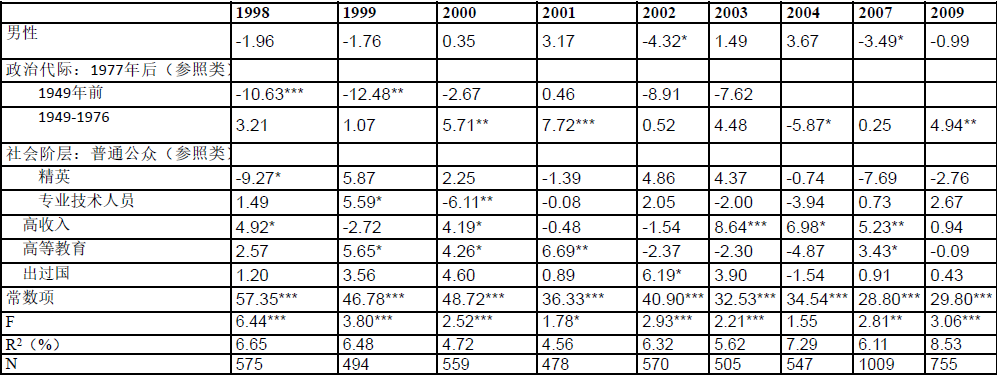 1998 1999 2000 2001 2002 2003 2004 2007 2009
男性 -1.96 -1.76 0.35 3.17 -4.32* 1.49 3.67 -3.49* -0.99
政治代际：1977年后（参照类）
1949年前 -10.63*** -12.48** -2.67 0.46 -8.91 -7.62
1949-1976 3.21 1.07 5.71** 7.72*** 0.52 4.48 -5.87* 0.25 4.94**
社会阶层：普通公众（参照类）
精英 -9.27* 5.87 2.25 -1.39 4.86 4.37 -0.74 -7.69 -2.76
专业技术人员 1.49 5.59* -6.11** -0.08 2.05 -2.00 -3.94 0.73 2.67
高收入 4.92* -2.72 4.19* -0.48 -1.54 8.64*** 6.98* 5.23** 0.94
高等教育 2.57 5.65* 4.26* 6.69** -2.37 -2.30 -4.87 3.43* -0.09
出过国 1.20 3.56 4.60 0.89 6.19* 3.90 -1.54 0.91 0.43
常数项 57.35*** 46.78*** 48.72*** 36.33*** 40.90*** 32.53*** 34.54*** 28.80*** 29.80***
F 6.44*** 3.80*** 2.52*** 1.78* 2.93*** 2.21*** 1.55 2.81** 3.06***
R²（%） 6.65 6.48 4.72 4.56 6.32 5.62 7.29 6.11 8.53
N 575 494 559 478 570 505 547 1009 755